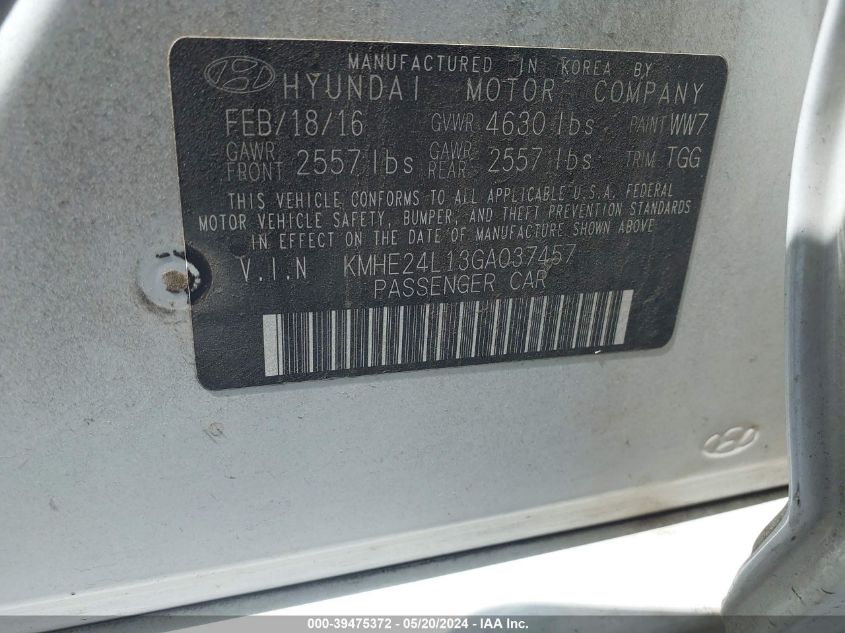 MANUFACTURED IN KOREA BY
HYUNDAI MOTOR COMPANY
FEB/18/16 GVWR 4630 lbs PAINT WW7
GAWR FRONT 2557 lbs GAWR REAR 2557 lbs TRIM TGG
THIS VEHICLE CONFORMS TO ALL APPLICABLE U.S.A. FEDERAL
MOTOR VEHICLE SAFETY, BUMPER, AND THEFT PREVENTION STANDARDS
IN EFFECT ON THE DATE OF MANUFACTURE SHOWN ABOVE
V.I.N KMHE24L13GA037457
PASSENGER CAR
000-39475372 - 05/20/2024 - IAA Inc.